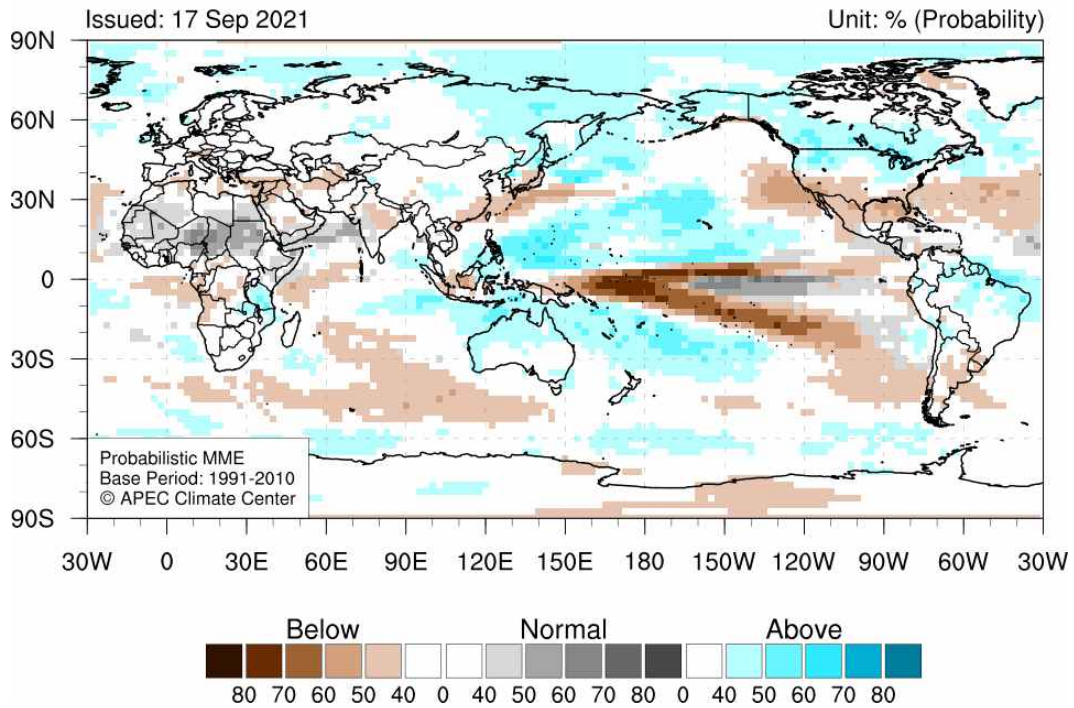 Issued: 17 Sep 2021 Unit: % (Probability)
90N
60N
30N
0
30S
60S
90S
Probabilistic MME
Base Period: 1991-2010
© APEC Climate Center
30W 0 30E 60E 90E 120E 150E 180 150W 120W 90W 60W 30W
Below Normal Above
80 70 60 50 40 0 40 50 60 70 80 0 40 50 60 70 80